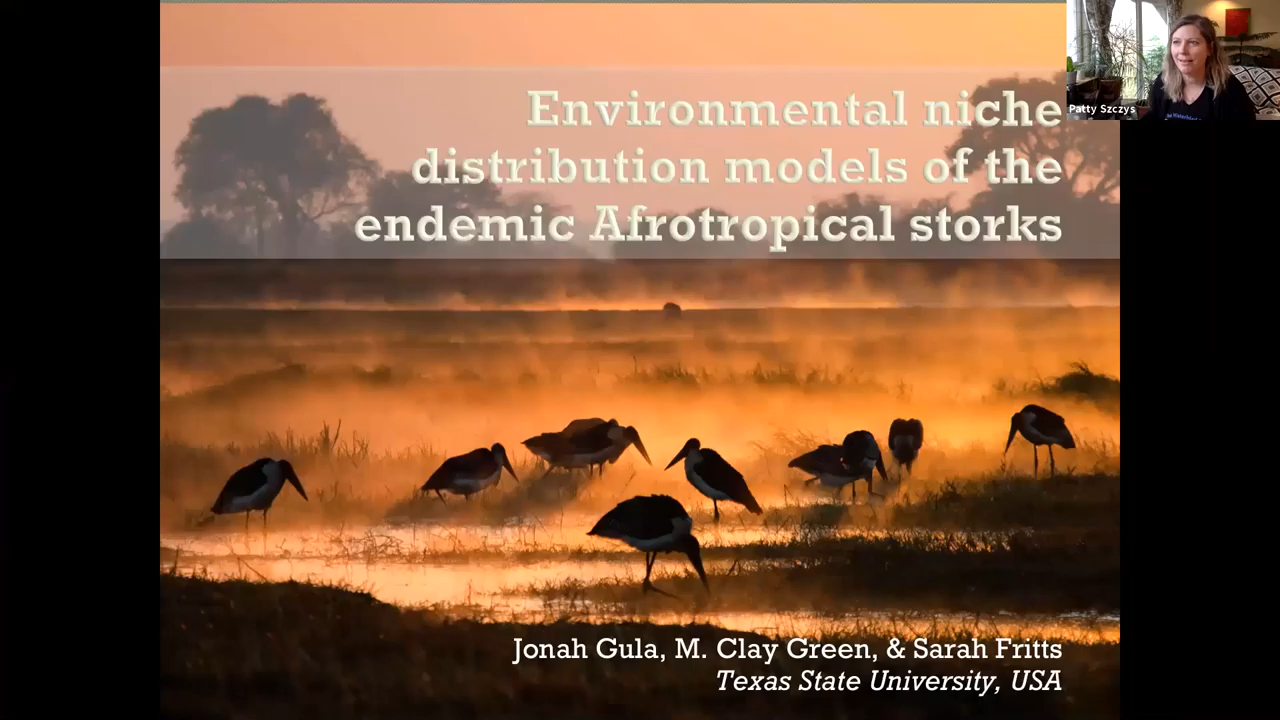 Environmental niche
distribution models of the
endemic Afrotropical storks
Patty Szczys
Jonah Gula, M. Clay Green, & Sarah Fritts
Texas State University, USA